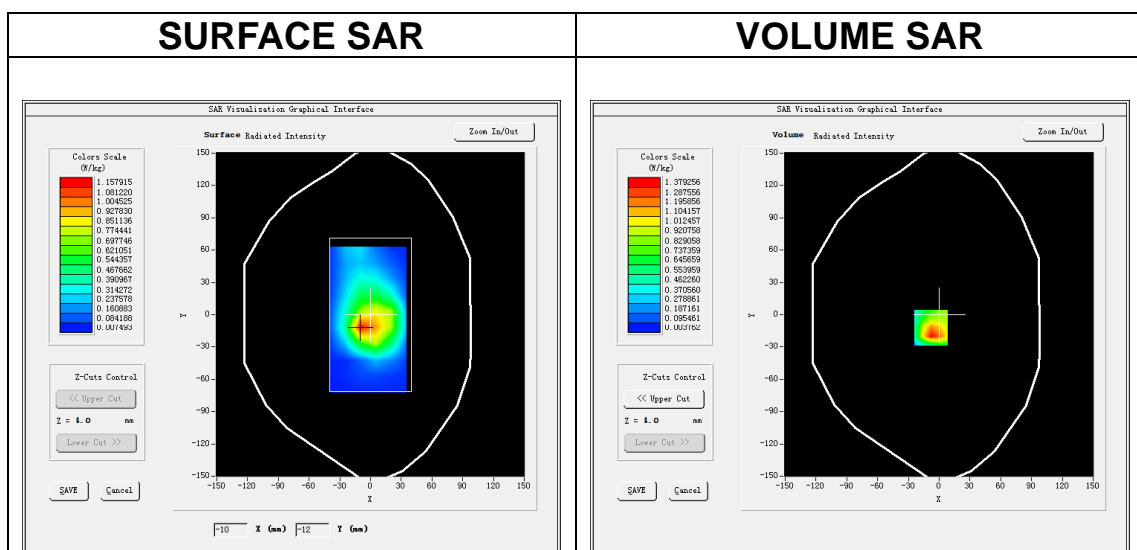 SURFACE SAR
VOLUME SAR
SAR Visualisation Graphical Interface
Surface Radiated Intensity
Zoom In/Out
Colors Scale
(W/kg)
1.157915
1.081220
1.004525
0.927830
0.851136
0.774441
0.697746
0.621051
0.544357
0.467662
0.390967
0.314272
0.237578
0.160883
0.084188
0.007493
Z-Cuts Control
<< Upper Cut
Z = 4.0 mm
Lower Cut >>
SAVE
Cancel
150
120
90
60
30
0
-30
-60
-90
-120
-150
Y
-150 -120 -90 -60 -30 0 30 60 90 120 150
X
-10 X (mm) -12 Y (mm)
SAR Visualisation Graphical Interface
Volume Radiated Intensity
Zoom In/Out
Colors Scale
(W/kg)
1.379256
1.287556
1.195856
1.104157
1.012457
0.920758
0.829058
0.737359
0.645659
0.553959
0.462260
0.370560
0.278861
0.187161
0.095461
0.003762
Z-Cuts Control
<< Upper Cut
Z = 4.0 mm
Lower Cut >>
SAVE
Cancel
150
120
90
60
30
0
-30
-60
-90
-120
-150
Y
-150 -120 -90 -60 -30 0 30 60 90 120 150
X